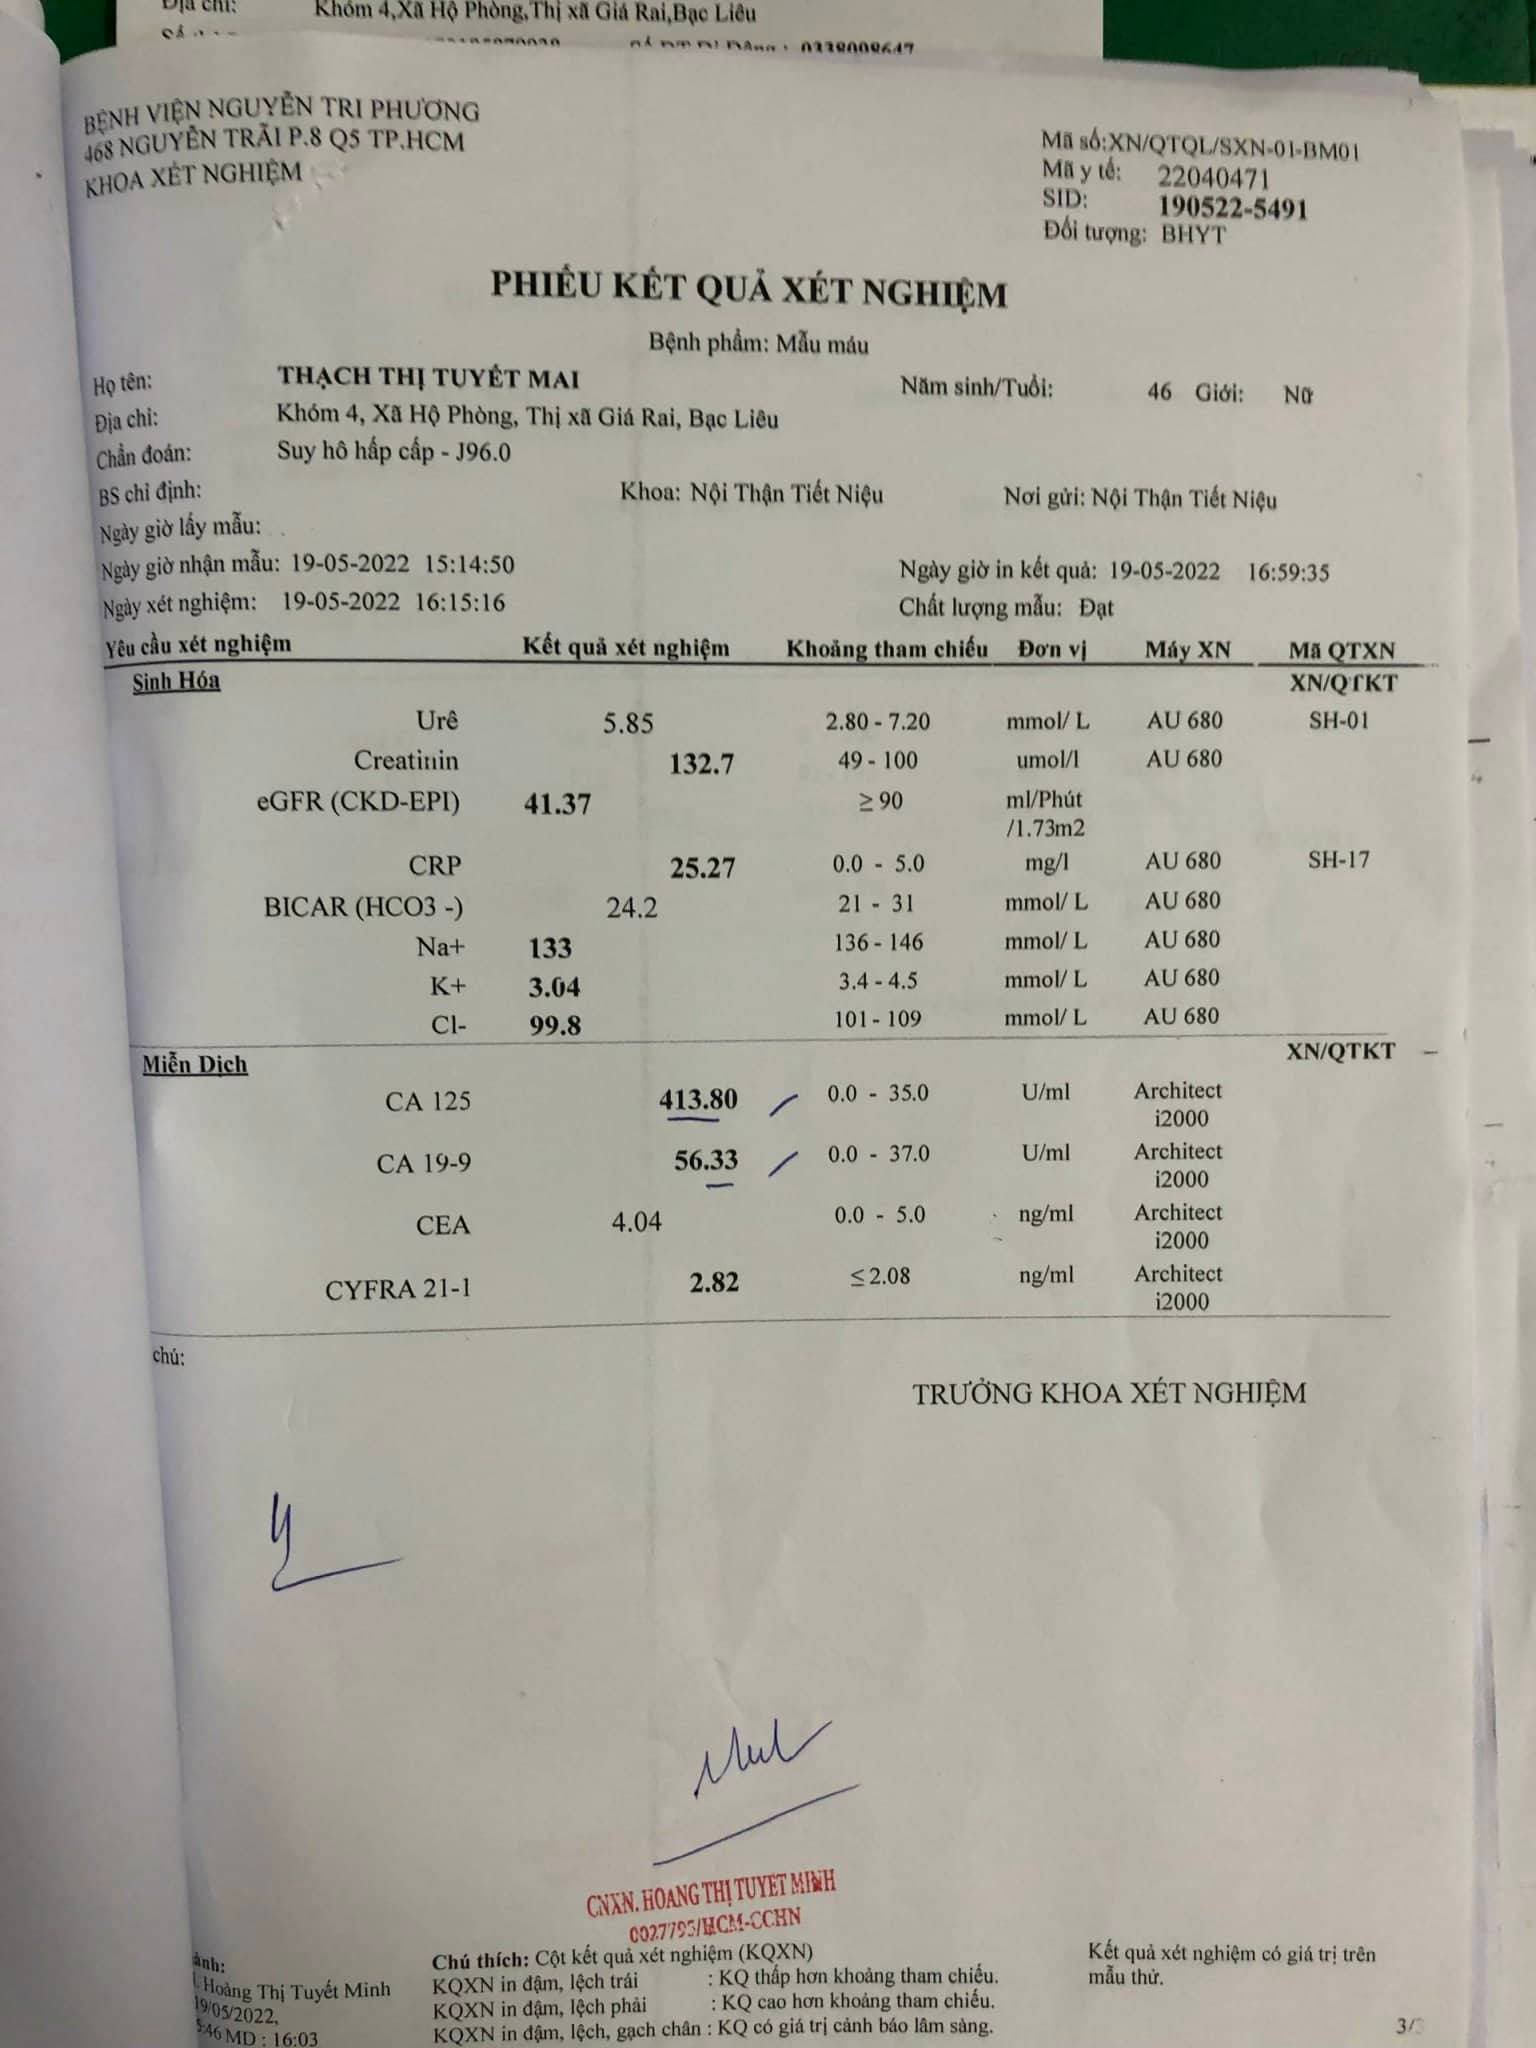 Địa chỉ: Khóm 4,Xã Hộ Phòng,Thị xã Giá Rai,Bạc Liêu
BỆNH VIỆN NGUYỄN TRI PHƯƠNG
468 NGUYỄN TRÃI P.8 Q5 TP.HCM
KHOA XÉT NGHIỆM
Mã số:XN/QTQL/SXN-01-BM01
Mã y tế: 22040471
SID: 190522-5491
Đối tượng: BHYT
PHIẾU KẾT QUẢ XÉT NGHIỆM
Bệnh phẩm: Mẫu máu
Họ tên: THẠCH THỊ TUYẾT MAI Năm sinh/Tuổi: 46 Giới: Nữ
Địa chỉ: Khóm 4, Xã Hộ Phòng, Thị xã Giá Rai, Bạc Liêu
Chẩn đoán: Suy hô hấp cấp - J96.0
BS chỉ định: Khoa: Nội Thận Tiết Niệu Nơi gửi: Nội Thận Tiết Niệu
Ngày giờ lấy mẫu:
Ngày giờ nhận mẫu: 19-05-2022 15:14:50 Ngày giờ in kết quả: 19-05-2022 16:59:35
Ngày xét nghiệm: 19-05-2022 16:15:16 Chất lượng mẫu: Đạt
Yêu cầu xét nghiệm Kết quả xét nghiệm Khoảng tham chiếu Đơn vị Máy XN Mã QTXN
Sinh Hóa XN/QTKT
Urê 5.85 2.80 - 7.20 mmol/ L AU 680 SH-01
Creatinin 132.7 49 - 100 umol/l AU 680
eGFR (CKD-EPI) 41.37 ≥ 90 ml/Phút
/1.73m2
CRP 25.27 0.0 - 5.0 mg/l AU 680 SH-17
BICAR (HCO3 -) 24.2 21 - 31 mmol/ L AU 680
Na+ 133 136 - 146 mmol/ L AU 680
K+ 3.04 3.4 - 4.5 mmol/ L AU 680
Cl- 99.8 101 - 109 mmol/ L AU 680
Miễn Dịch XN/QTKT
CA 125 413.80 0.0 - 35.0 U/ml Architect
i2000
CA 19-9 56.33 0.0 - 37.0 U/ml Architect
i2000
CEA 4.04 0.0 - 5.0 ng/ml Architect
i2000
CYFRA 21-1 2.82 ≤ 2.08 ng/ml Architect
i2000
chú:
TRƯỞNG KHOA XÉT NGHIỆM
CNXN. HOÀNG THỊ TUYẾT MINH
0027795/HCM-CCHN
Chú thích: Cột kết quả xét nghiệm (KQXN) Kết quả xét nghiệm có giá trị trên
Hoàng Thị Tuyết Minh KQXN in đậm, lệch trái : KQ thấp hơn khoảng tham chiếu. mẫu thử.
19/05/2022, KQXN in đậm, lệch phải : KQ cao hơn khoảng tham chiếu.
MD : 16:03 KQXN in đậm, lệch, gạch chân : KQ có giá trị cảnh báo lâm sàng.
3/